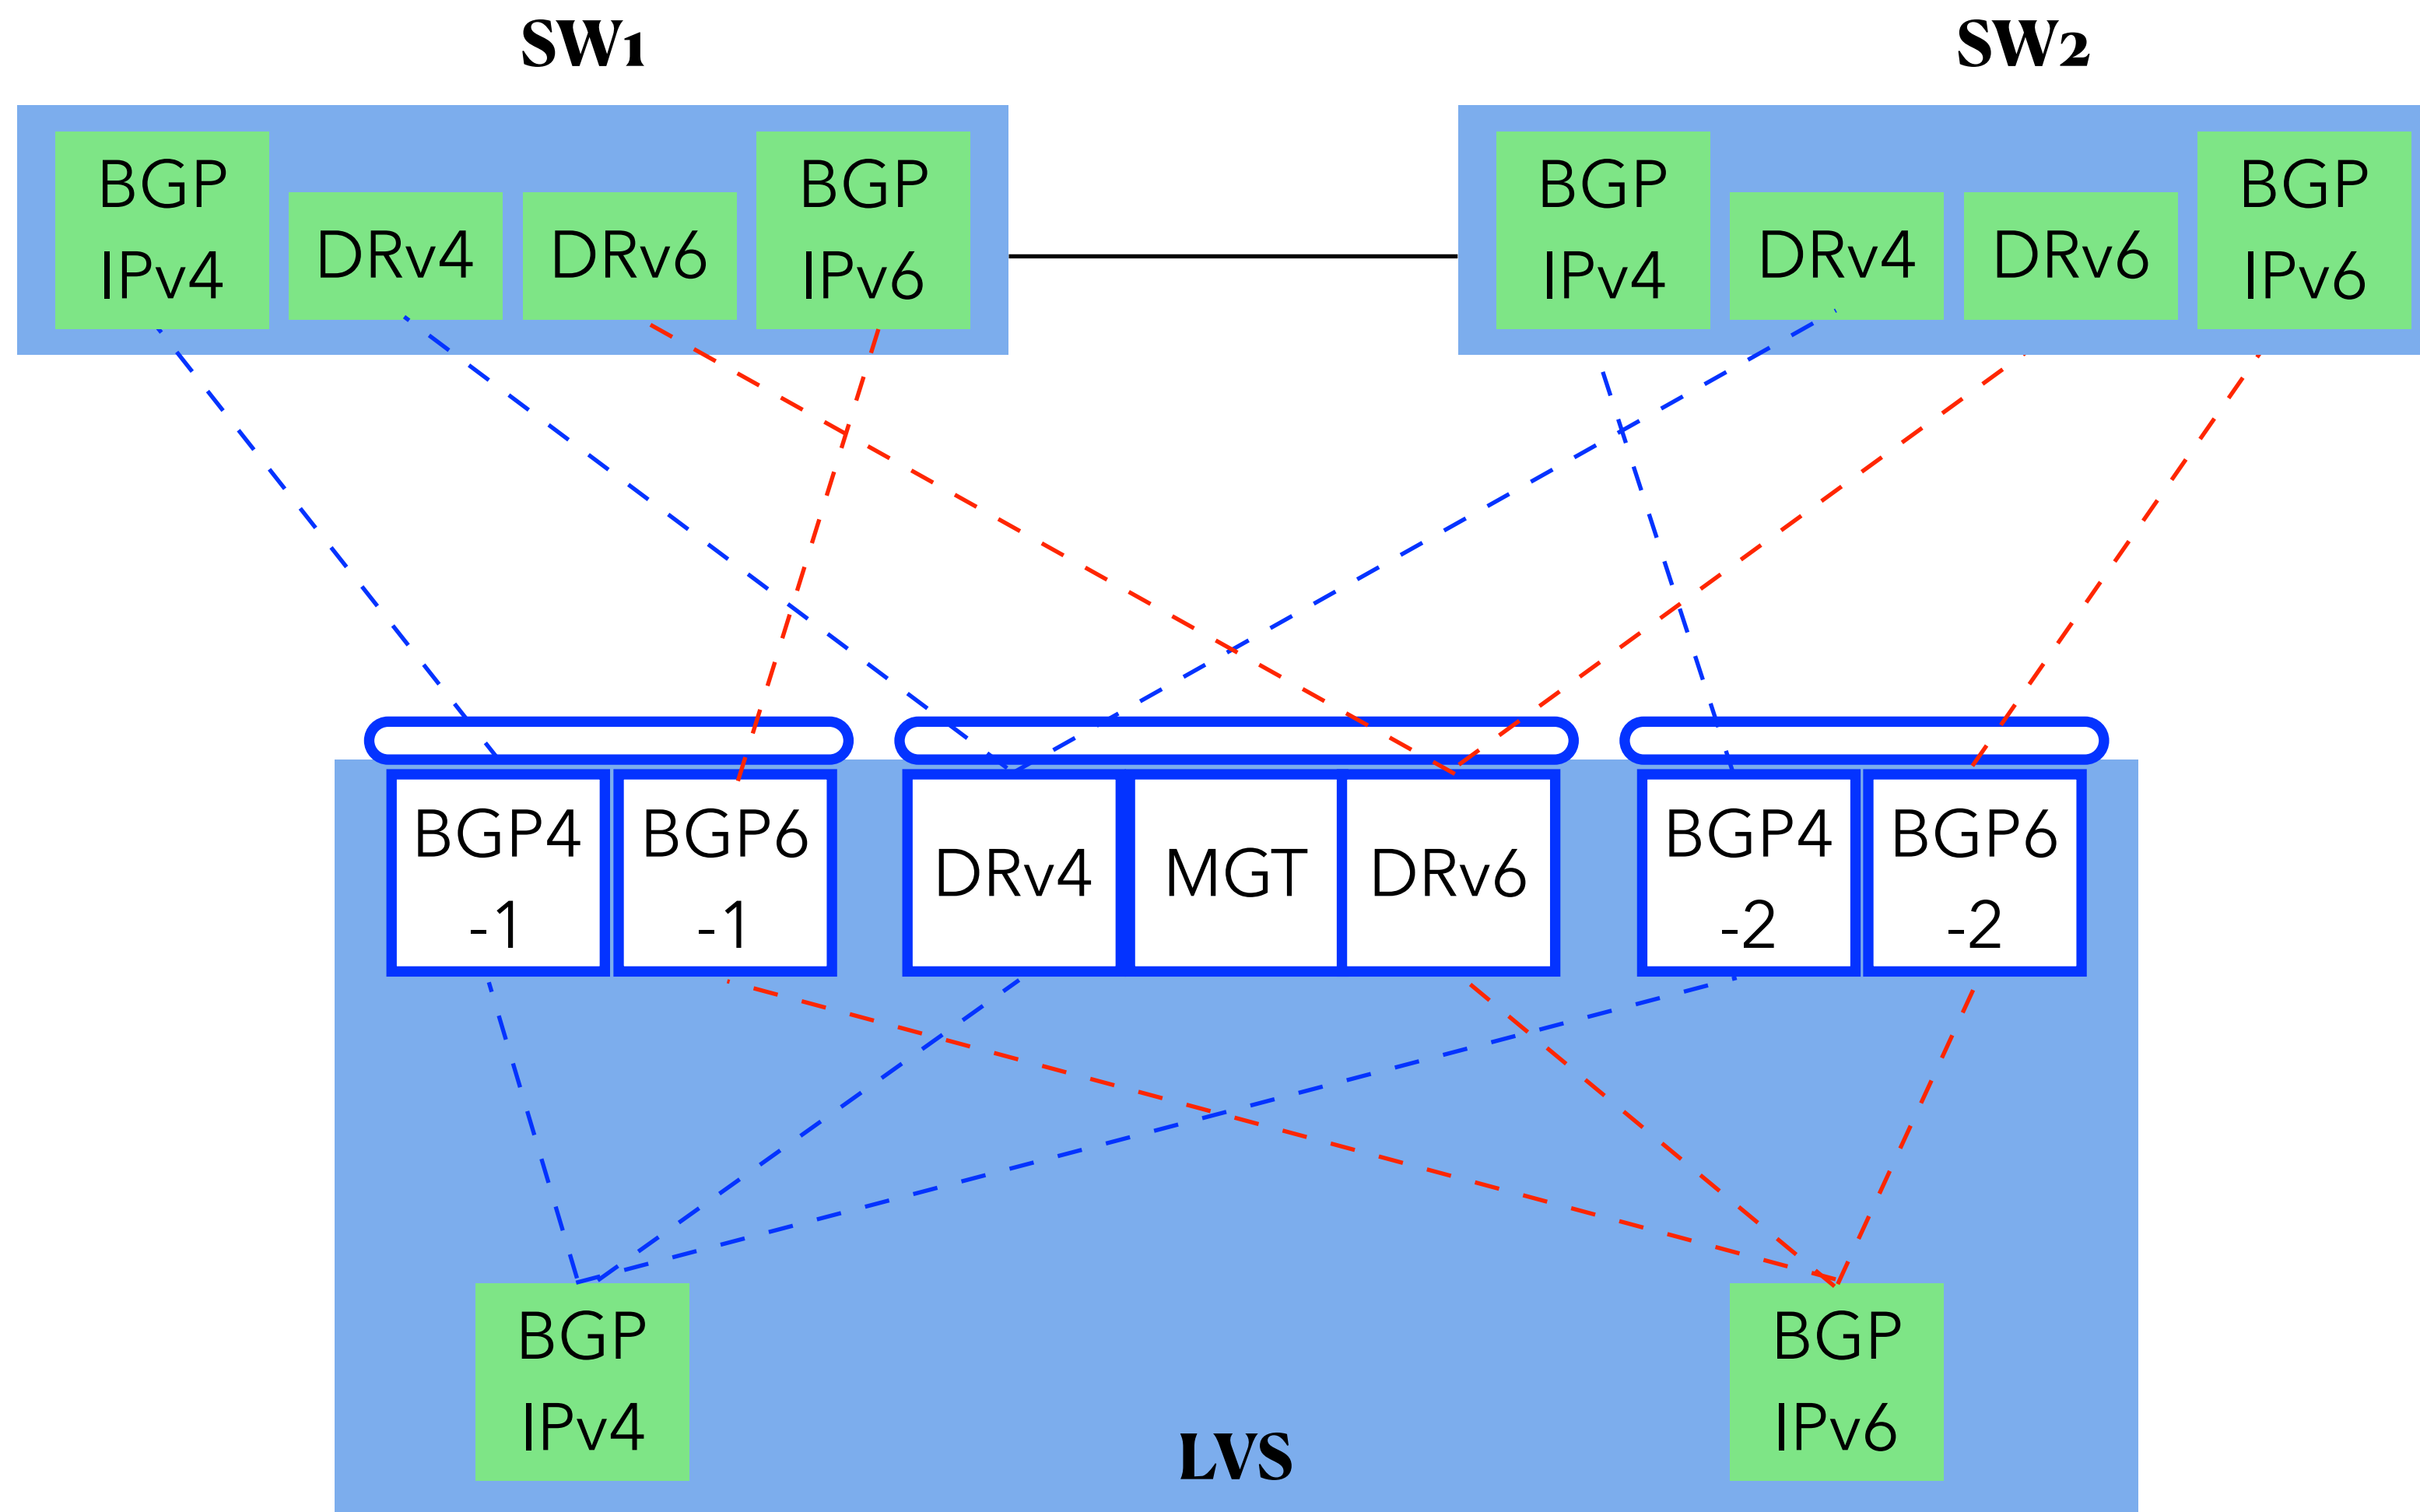 SW1
SW2
BGP
IPv4
DRv4
DRv6
BGP
IPv6
BGP
IPv4
DRv4
DRv6
BGP
IPv6
BGP4
-1
BGP6
-1
DRv4
MGT
DRv6
BGP4
-2
BGP6
-2
BGP
IPv4
BGP
IPv6
LVS